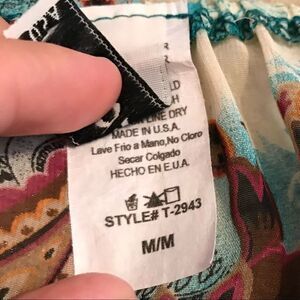 R
LD
H
LINE DRY
MADE IN U.S.A.
Lave Frio a Mano,No Cloro
Secar Colgado
HECHO EN E.U.A.
STYLE# T-2943
M/M